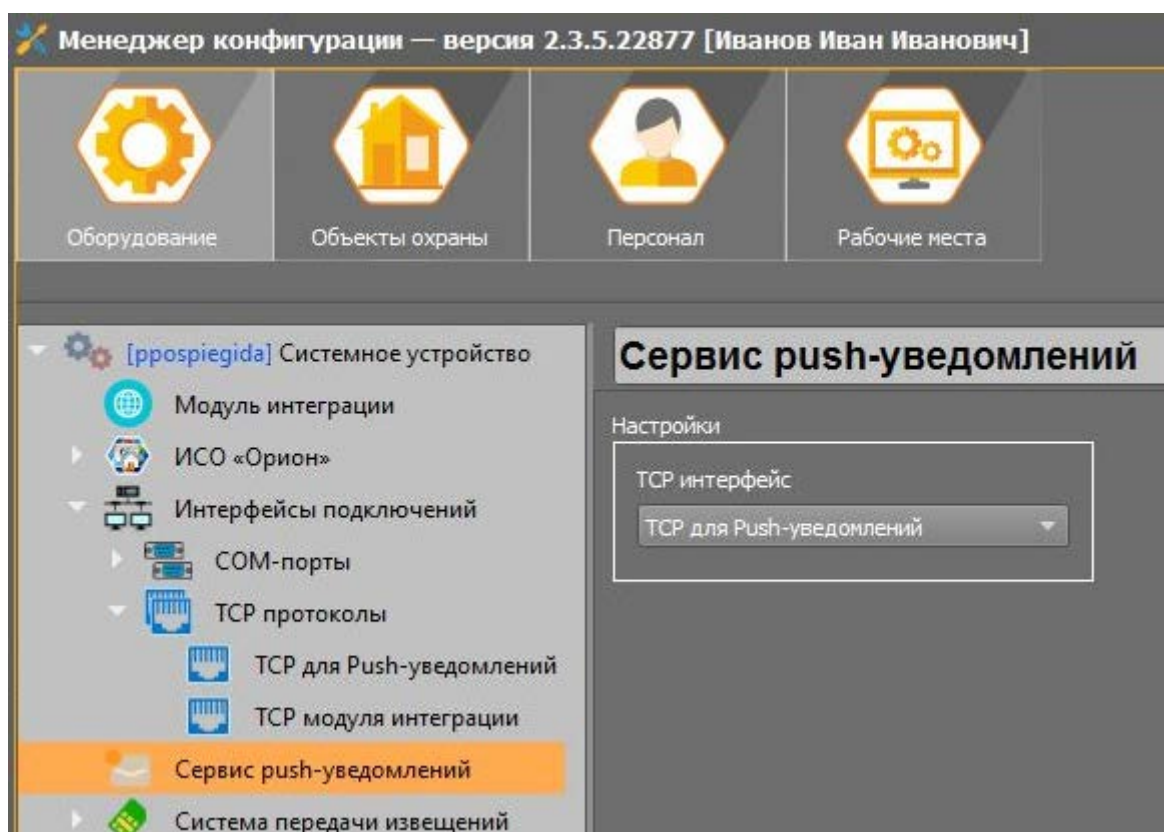 Менеджер конфигурации — версия 2.3.5.22877 [Иванов Иван Иванович]
Оборудование
Объекты охраны
Персонал
Рабочие места
[ppospiegida] Системное устройство
Модуль интеграции
ИСО «Орион»
Интерфейсы подключений
COM-порты
TCP протоколы
TCP для Push-уведомлений
TCP модуля интеграции
Сервис push-уведомлений
Система передачи извещений
Сервис push-уведомлений
Настройки
TCP интерфейс
TCP для Push-уведомлений